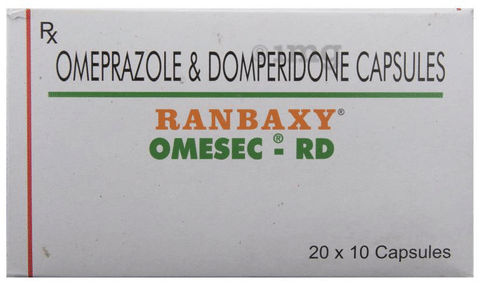 Rx
OMEPRAZOLE & DOMPERIDONE CAPSULES
RANBAXY®
OMESEC® - RD
20 x 10 Capsules